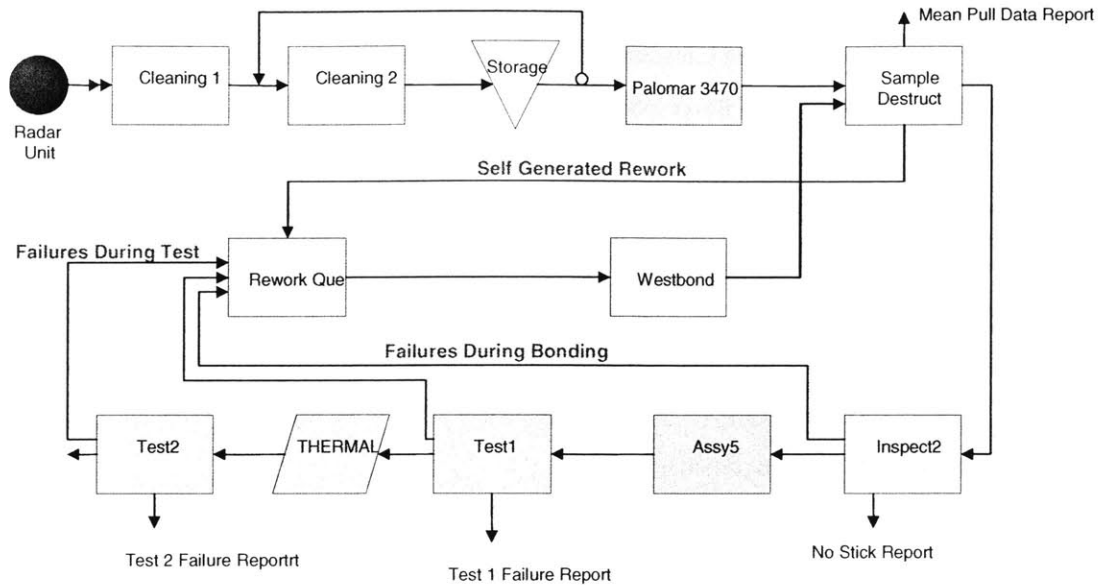 Mean Pull Data Report
Cleaning 1
Cleaning 2
Storage
Palomar 3470
Sample
Destruct
Radar
Unit
Self Generated Rework
Failures During Test
Rework Que
Westbond
Failures During Bonding
Test2
THERMAL
Test1
Assy5
Inspect2
Test 2 Failure Reportrt
Test 1 Failure Report
No Stick Report